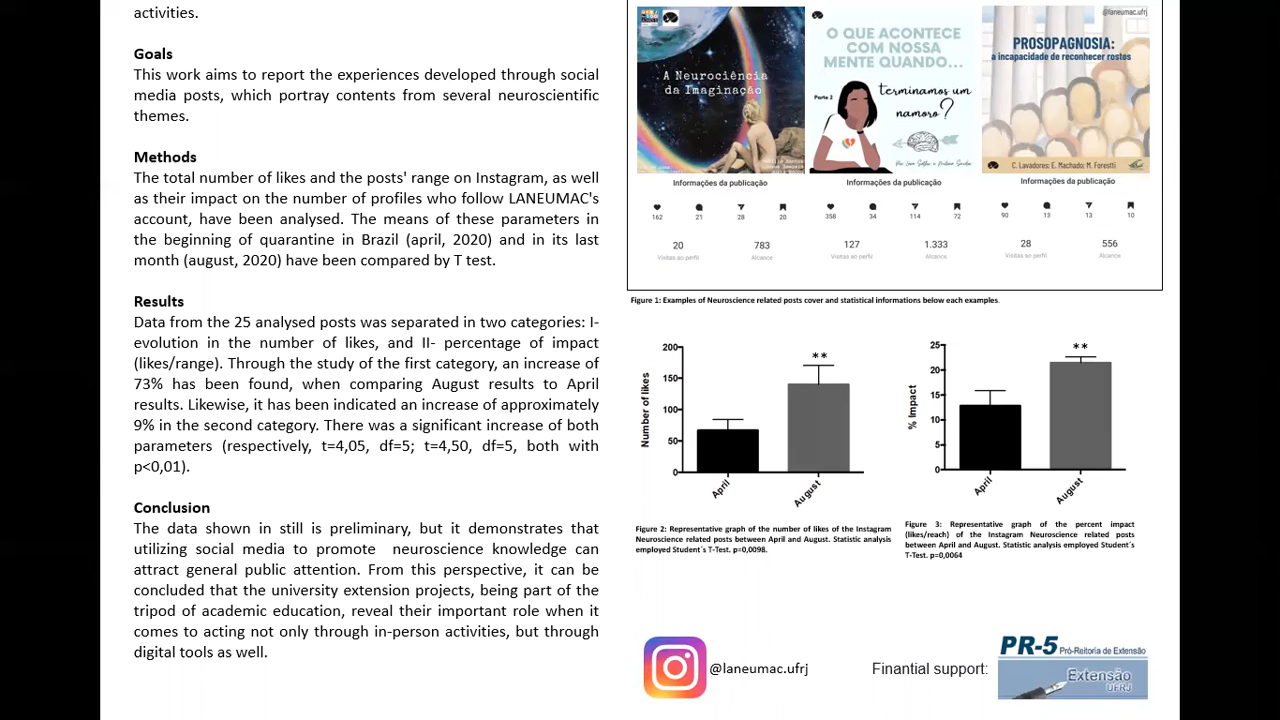 activities.
Goals
This work aims to report the experiences developed through social
media posts, which portray contents from several neuroscientific
themes.
Methods
The total number of likes and the posts' range on Instagram, as well
as their impact on the number of profiles who follow LANEUMAC's
account, have been analysed. The means of these parameters in
the beginning of quarantine in Brazil (april, 2020) and in its last
month (august, 2020) have been compared by T test.
Results
Data from the 25 analysed posts was separated in two categories: I-
evolution in the number of likes, and II- percentage of impact
(likes/range). Through the study of the first category, an increase of
73% has been found, when comparing August results to April
results. Likewise, it has been indicated an increase of approximately
9% in the second category. There was a significant increase of both
parameters (respectively, t=4,05, df=5; t=4,50, df=5, both with
p<0,01).
Conclusion
The data shown in still is preliminary, but it demonstrates that
utilizing social media to promote neuroscience knowledge can
attract general public attention. From this perspective, it can be
concluded that the university extension projects, being part of the
tripod of academic education, reveal their important role when it
comes to acting not only through in-person activities, but through
digital tools as well.
A Neurociência
da Imaginação
O QUE ACONTECE
COM NOSSA
MENTE QUANDO...
Parte 2
terminamos um
namoro?
@laneumac.ufrj
PROSOPAGNOSIA:
a incapacidade de reconhecer rostos
C. Lavadores; E. Machado; M. Forestti
Informações da publicação
162 21 28 20
20 783
Visitas ao perfil Alcance
Informações da publicação
358 34 114 72
127 1.333
Visitas ao perfil Alcance
Informações da publicação
90 13 13 10
28 556
Visitas ao perfil Alcance
Figure 1: Examples of Neuroscience related posts cover and statistical informations below each examples.
Number of likes
200
150
100
50
0
**
April
August
Figure 2: Representative graph of the number of likes of the Instagram
Neuroscience related posts between April and August. Statistic analysis
employed Student´s T-Test. p=0,0098.
% Impact
25
20
15
10
5
0
**
April
August
Figure 3: Representative graph of the percent impact
(likes/reach) of the Instagram Neuroscience related posts
between April and August. Statistic analysis employed Student´s
T-Test. p=0,0064
@laneumac.ufrj
Finantial support:
PR-5 Pró-Reitoria de Extensão
Extensão
UFRJ